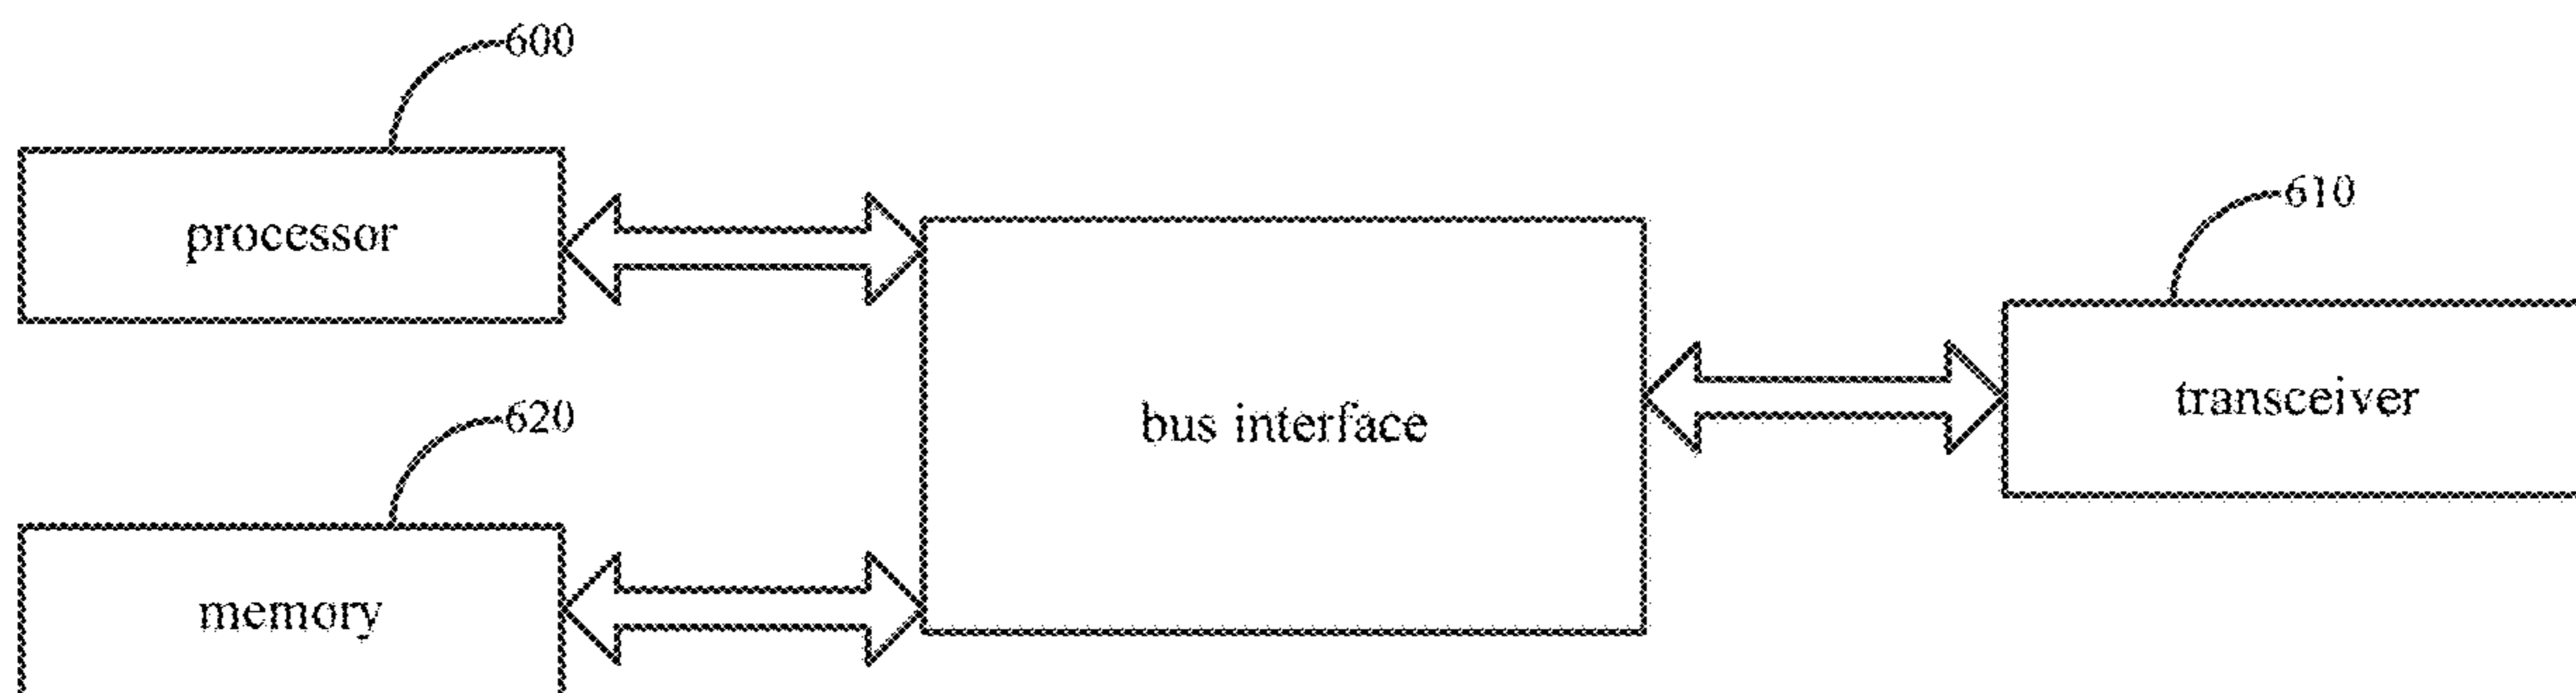 600
processor
610
bus interface
transceiver
620
memory